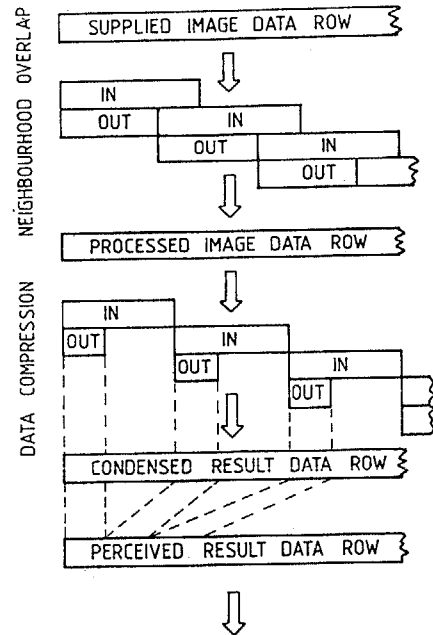 SUPPLIED IMAGE DATA ROW
NEIGHBOURHOOD OVERLAP
IN
OUT
IN
OUT
IN
OUT
PROCESSED IMAGE DATA ROW
DATA COMPRESSION
IN
OUT
IN
OUT
IN
OUT
CONDENSED RESULT DATA ROW
PERCEIVED RESULT DATA ROW